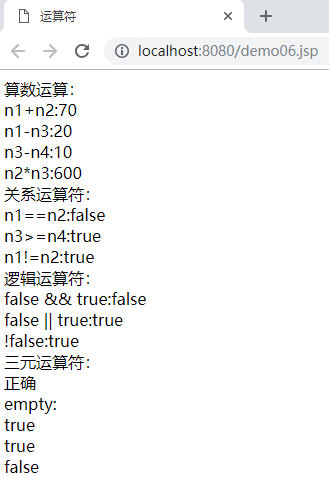 运算符
localhost:8080/demo06.jsp
算数运算：
n1+n2:70
n1-n3:20
n3-n4:10
n2*n3:600
关系运算符：
n1==n2:false
n3>=n4:true
n1!=n2:true
逻辑运算符：
false && true:false
false || true:true
!false:true
三元运算符：
正确
empty:
true
true
false